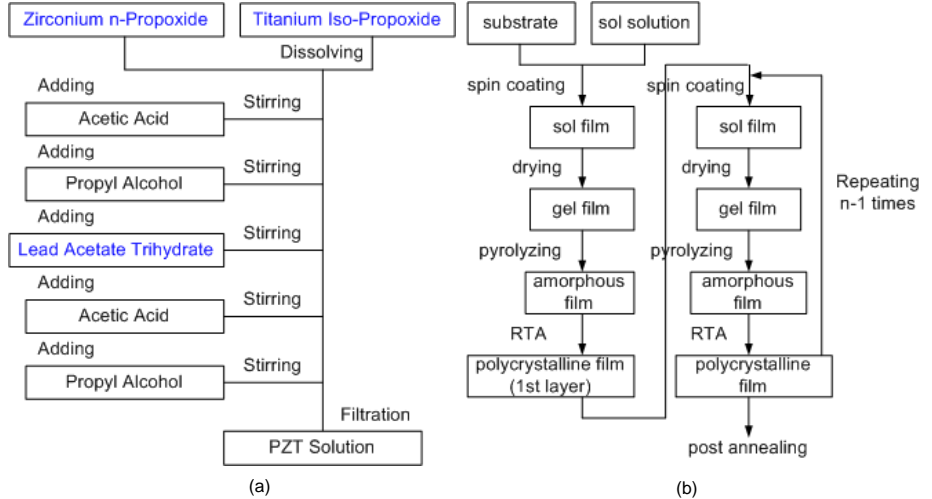 Zirconium n-Propoxide
Titanium Iso-Propoxide
Dissolving
Adding
Acetic Acid
Stirring
Adding
Propyl Alcohol
Stirring
Adding
Lead Acetate Trihydrate
Stirring
Adding
Acetic Acid
Stirring
Adding
Propyl Alcohol
Stirring
Filtration
PZT Solution
(a)
substrate
sol solution
spin coating
sol film
drying
gel film
pyrolyzing
amorphous
film
RTA
polycrystalline film
(1st layer)
spin coating
sol film
drying
gel film
pyrolyzing
amorphous
film
RTA
polycrystalline
film
Repeating
n-1 times
post annealing
(b)